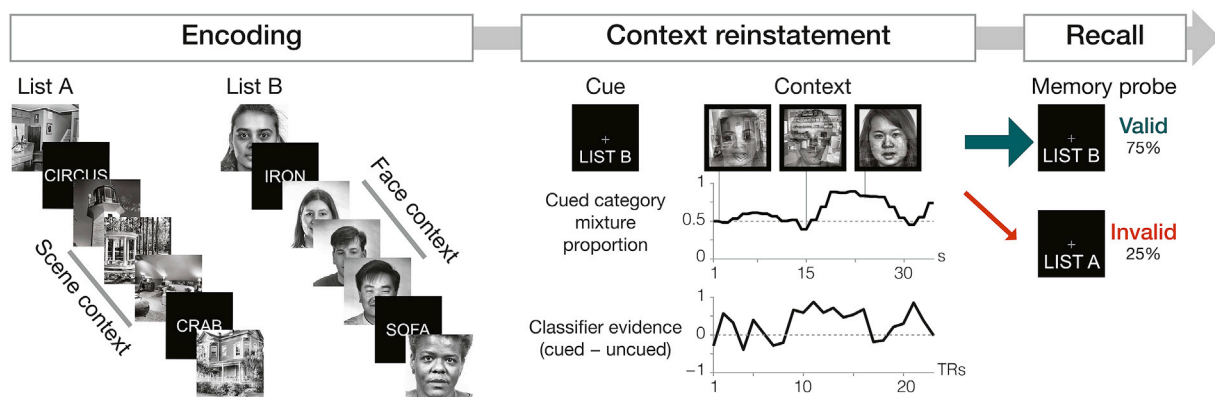 Encoding
Context reinstatement
Recall
List A
List B
CIRCUS
CRAB
Scene context
IRON
SOFA
Face context
Cue
+
LIST B
Context
Cued category
mixture
proportion
1
0.5
0
1
15
30
s
Classifier evidence
(cued – uncued)
1
0
−1
1
10
20
TRs
Memory probe
+
LIST B
Valid
75%
+
LIST A
Invalid
25%